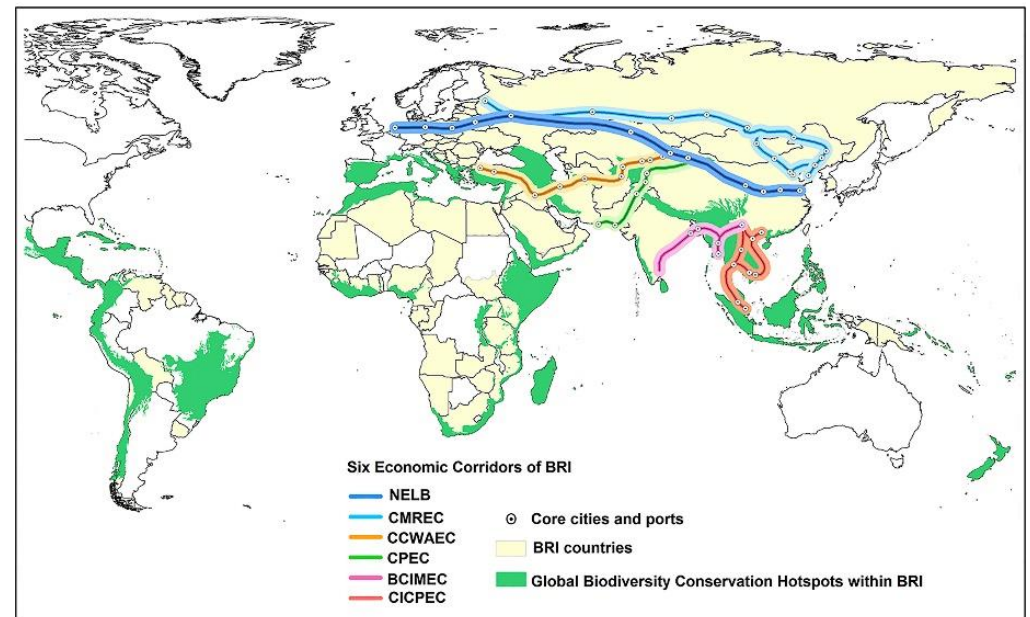 Six Economic Corridors of BRI
NELB
CMREC
CCWAEC
CPEC
BCIMEC
CICPEC
Core cities and ports
BRI countries
Global Biodiversity Conservation Hotspots within BRI